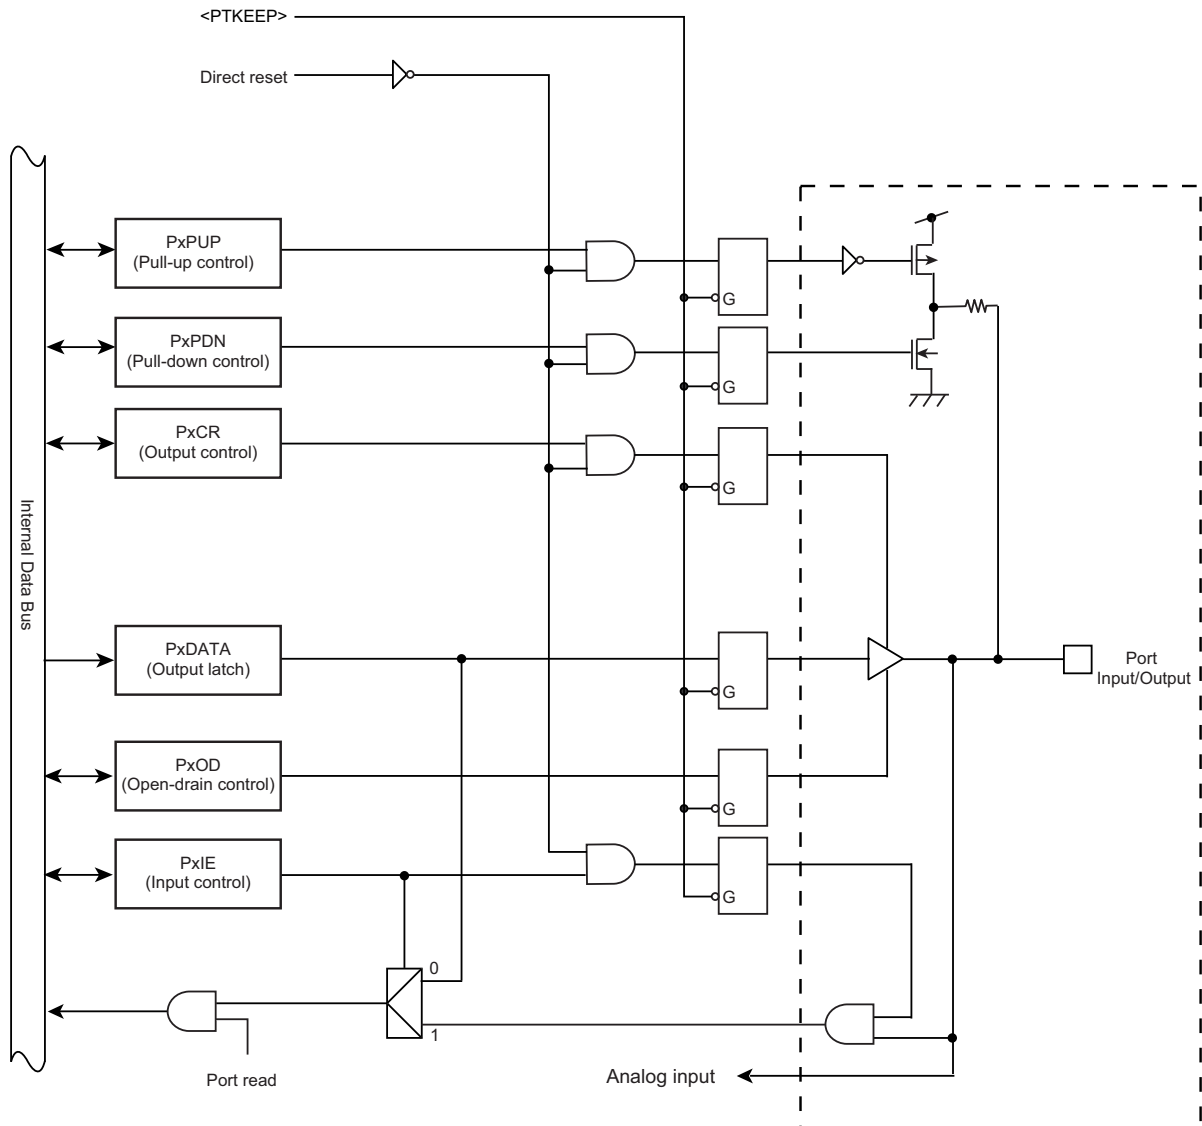 <PTKEEP>
Direct reset
PxPUP
(Pull-up control)
G
PxPDN
(Pull-down control)
G
PxCR
(Output control)
G
Internal Data Bus
PxDATA
(Output latch)
G
Port
Input/Output
PxOD
(Open-drain control)
G
PxIE
(Input control)
G
0
1
Port read
Analog input